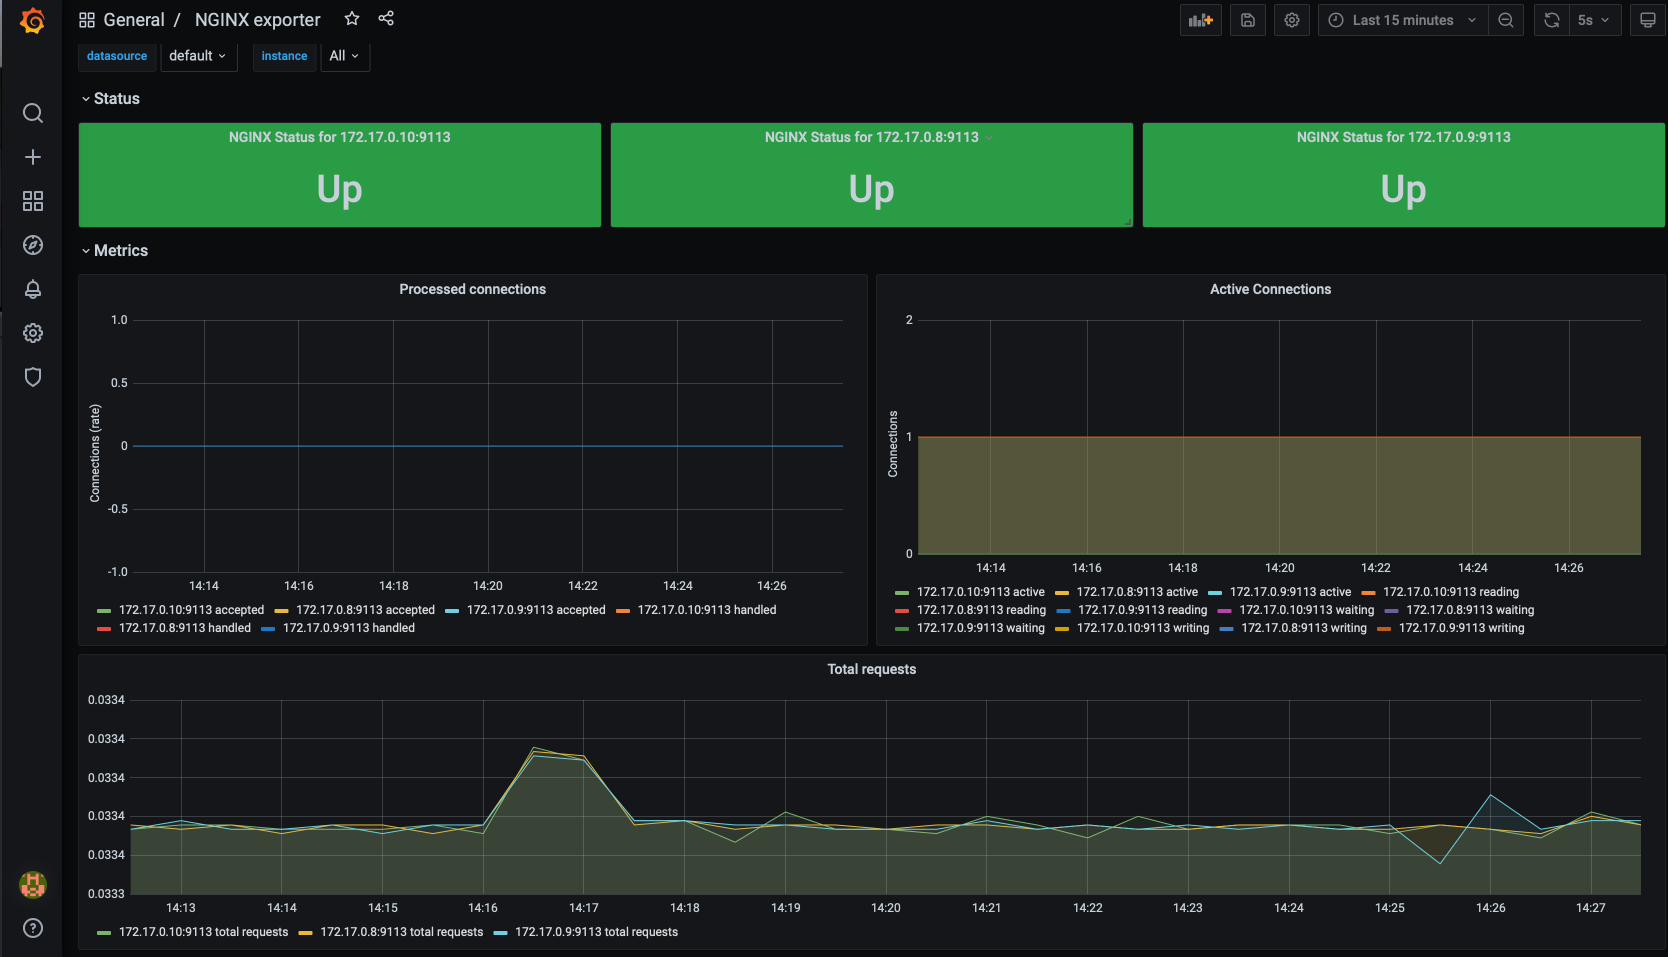 General / NGINX exporter
Last 15 minutes
5s
datasource default instance All
Status
NGINX Status for 172.17.0.10:9113
Up
NGINX Status for 172.17.0.8:9113
Up
NGINX Status for 172.17.0.9:9113
Up
Metrics
Processed connections
Connections (rate)
1.0
0.5
0
-0.5
-1.0
14:14 14:16 14:18 14:20 14:22 14:24 14:26
172.17.0.10:9113 accepted 172.17.0.8:9113 accepted 172.17.0.9:9113 accepted 172.17.0.10:9113 handled
172.17.0.8:9113 handled 172.17.0.9:9113 handled
Active Connections
Connections
2
1
0
14:14 14:16 14:18 14:20 14:22 14:24 14:26
172.17.0.10:9113 active 172.17.0.8:9113 active 172.17.0.9:9113 active 172.17.0.10:9113 reading
172.17.0.8:9113 reading 172.17.0.9:9113 reading 172.17.0.10:9113 waiting 172.17.0.8:9113 waiting
172.17.0.9:9113 waiting 172.17.0.10:9113 writing 172.17.0.8:9113 writing 172.17.0.9:9113 writing
Total requests
0.0334
0.0334
0.0334
0.0334
0.0334
0.0333
14:13 14:14 14:15 14:16 14:17 14:18 14:19 14:20 14:21 14:22 14:23 14:24 14:25 14:26 14:27
172.17.0.10:9113 total requests 172.17.0.8:9113 total requests 172.17.0.9:9113 total requests